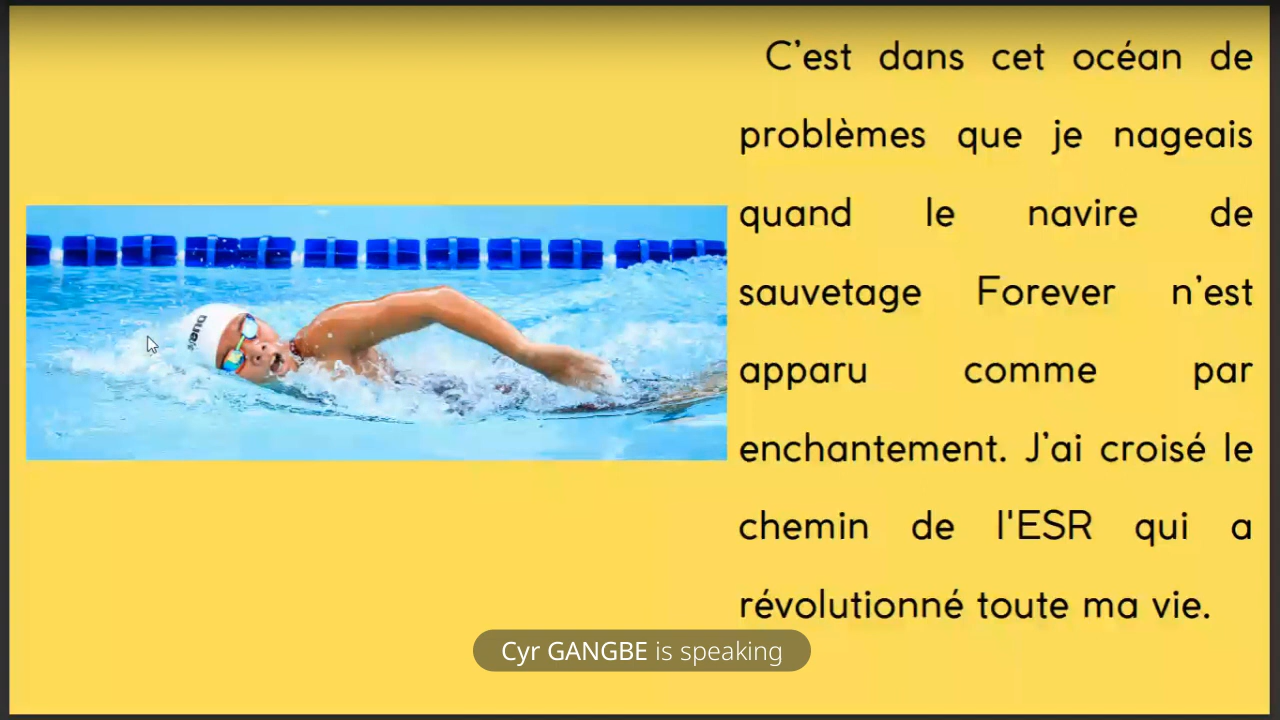 C’est dans cet océan de
problèmes que je nageais
quand le navire de
sauvetage Forever n’est
apparu comme par
enchantement. J’ai croisé le
chemin de l'ESR qui a
révolutionné toute ma vie.
Cyr GANGBE is speaking